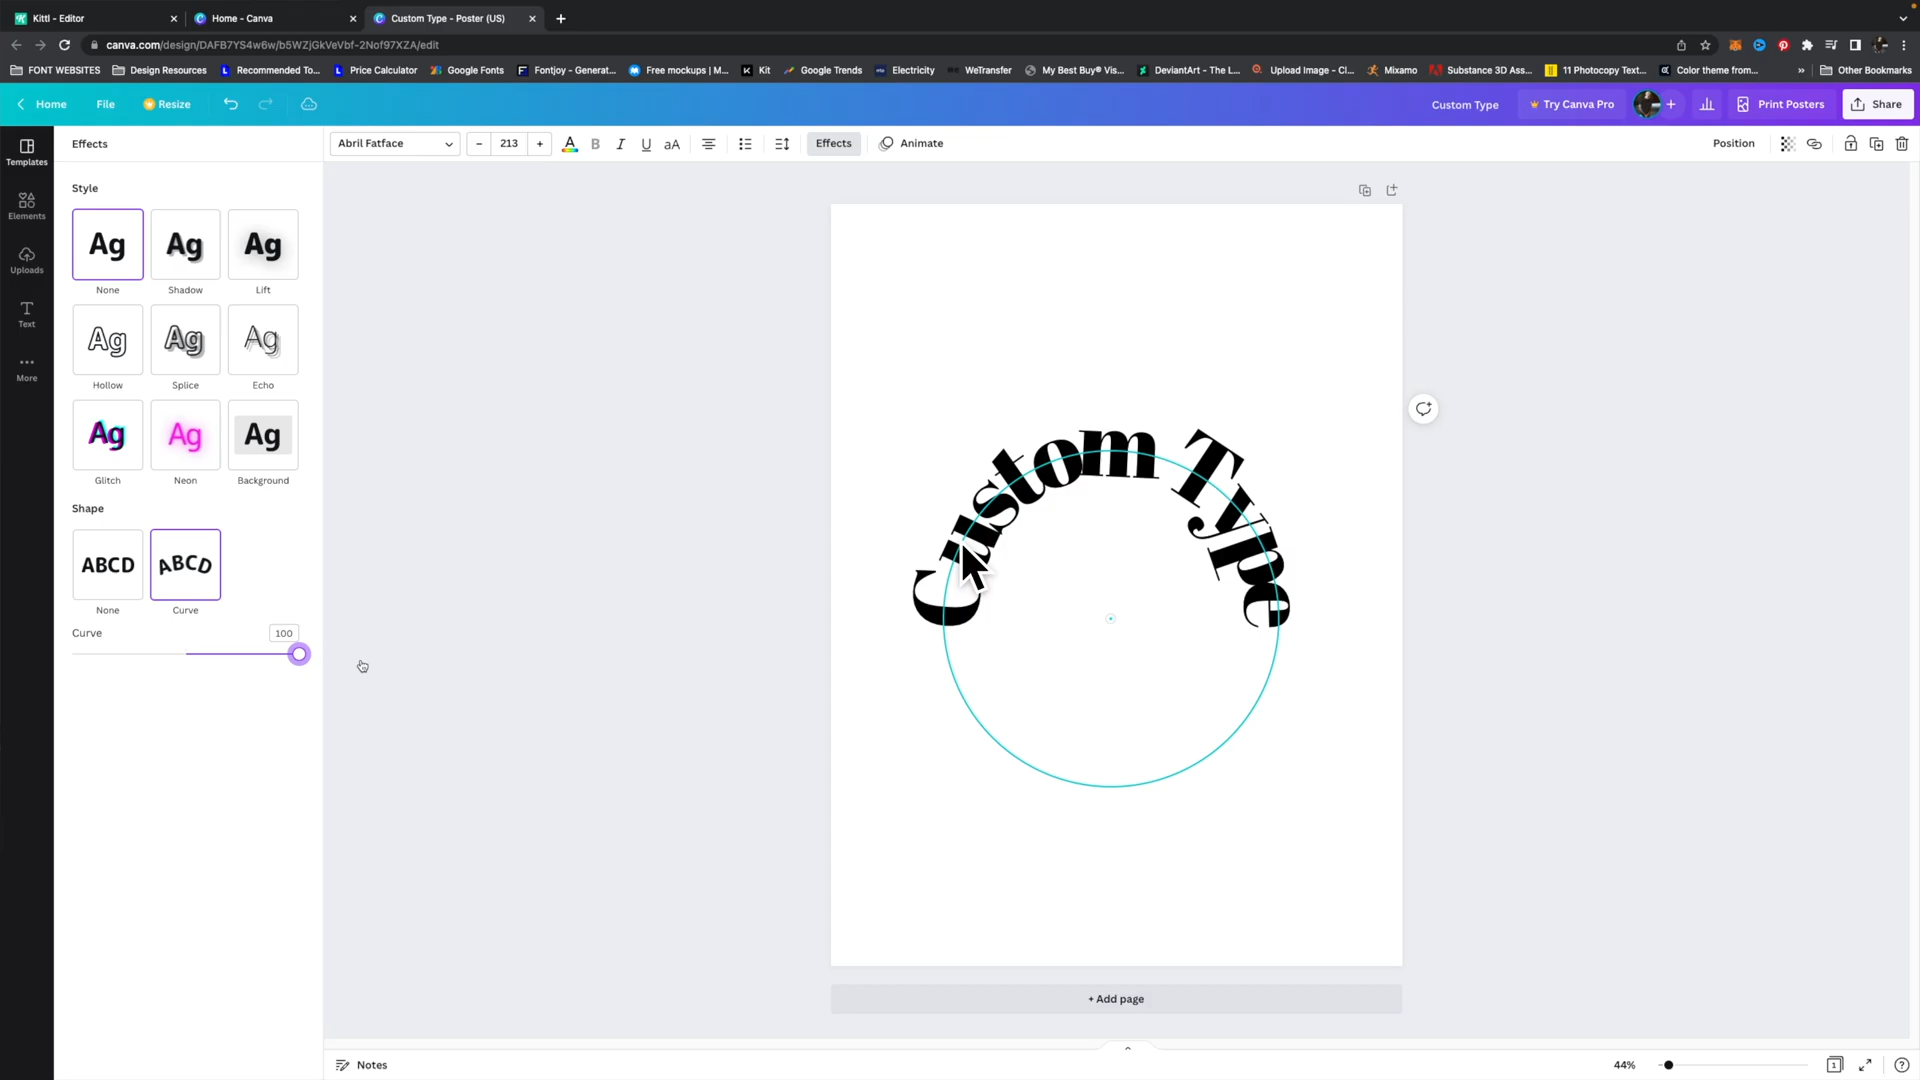 Kittl - Editor
Home - Canva
Custom Type - Poster (US)
canva.com/design/DAFB7YS4w6w/b5WZjGkVeVbf-2Nof97XZA/edit
FONT WEBSITES
Design Resources
Recommended To...
Price Calculator
Google Fonts
Fontjoy - Generat...
Free mockups | M...
Kit
Google Trends
Electricity
WeTransfer
My Best Buy® Vis...
DeviantArt - The L...
Upload Image - Cl...
Mixamo
Substance 3D Ass...
11 Photocopy Text...
Color theme from...
»
Other Bookmarks
Home
File
Resize
Custom Type
Try Canva Pro
Print Posters
Share
Templates
Elements
Uploads
Text
More
Effects
Abril Fatface
- 213 +
A B I U aA
Effects
Animate
Position
Style
Ag Ag Ag
None Shadow Lift
Ag Ag Ag
Hollow Splice Echo
Ag Ag Ag
Glitch Neon Background
Shape
ABCD ABCD
None Curve
Curve 100
Custom Type
+ Add page
Notes
44%
1
?